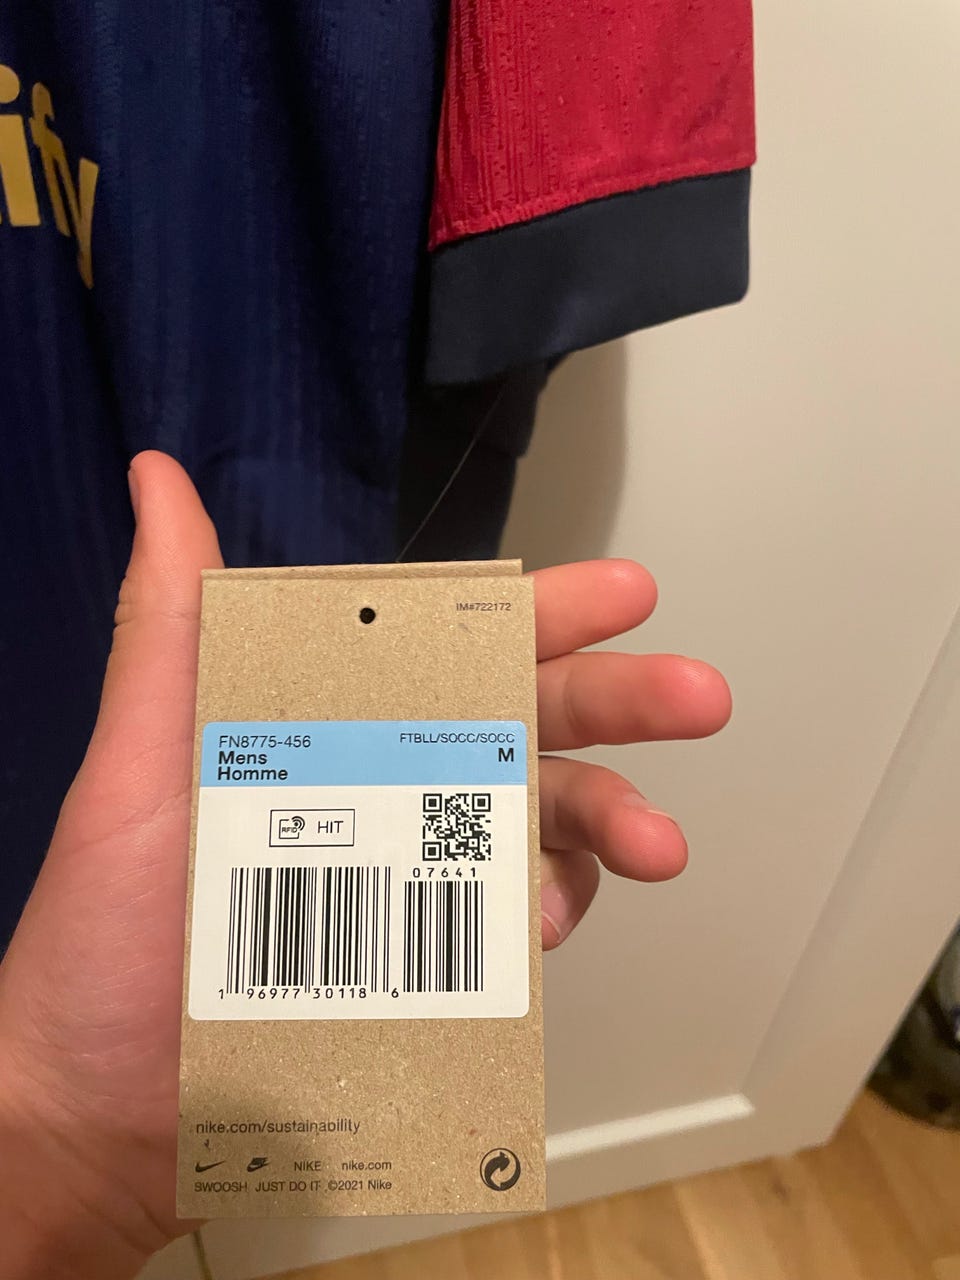 ify
IM#722172
FN8775-456
FTBLL/SOCC/SOCC
Mens
M
Homme
RFID HIT
07641
1 96977 30118 6
nike.com/sustainability
NIKE nike.com
SWOOSH JUST DO IT ©2021 Nike